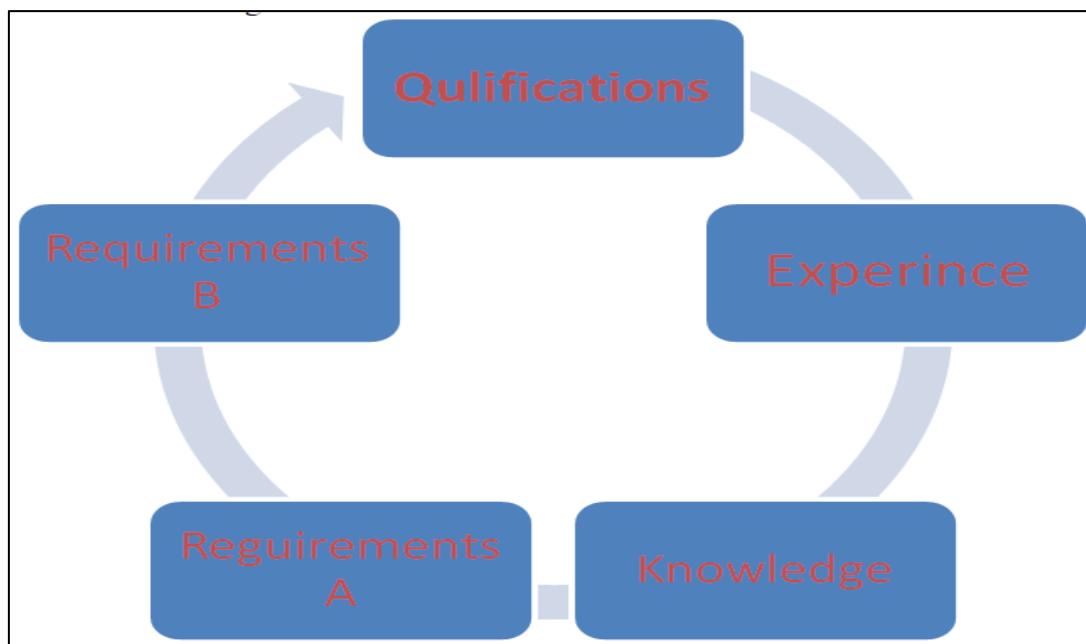 Qulifications
Experince
Knowledge
Reguirements
A
Requirements
B